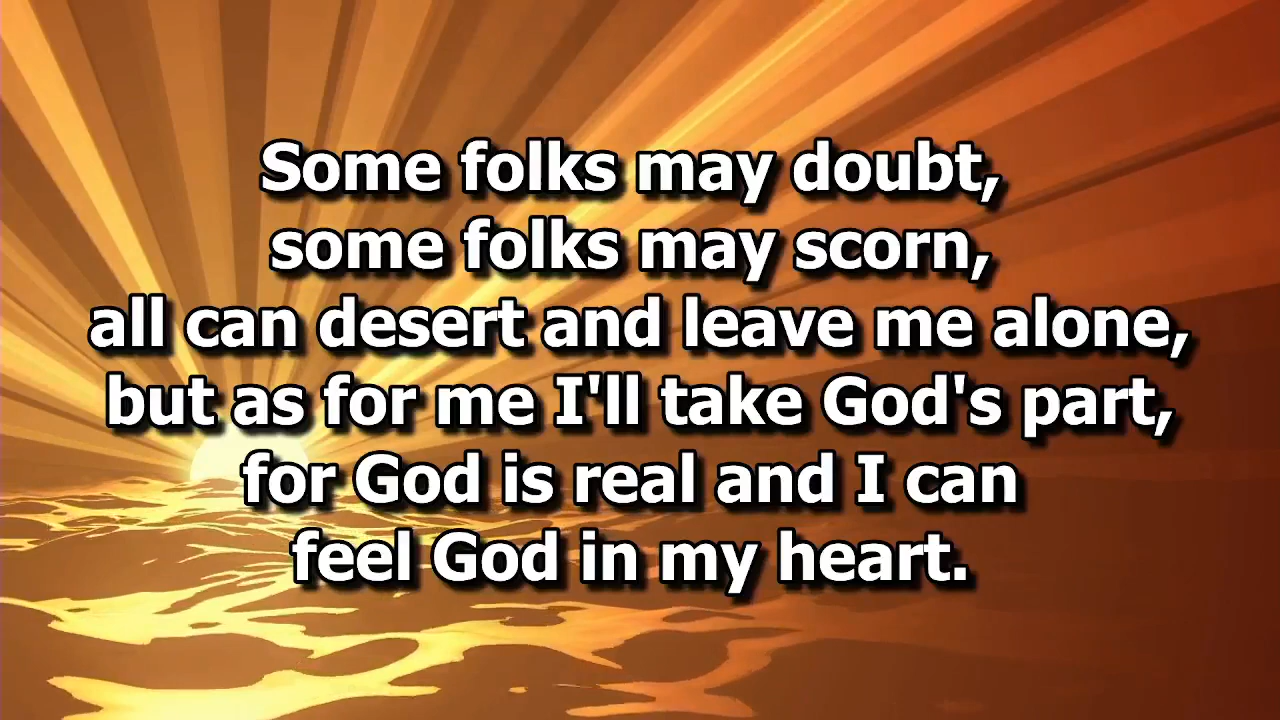 Some folks may doubt,
some folks may scorn,
all can desert and leave me alone,
but as for me I'll take God's part,
for God is real and I can
feel God in my heart.